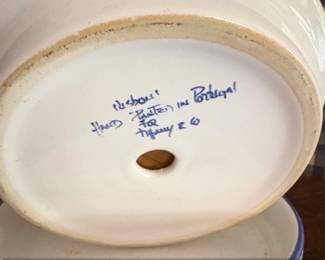 "Lisbon"
HAND Painted in Portugal
FOR
Tiffany & Co